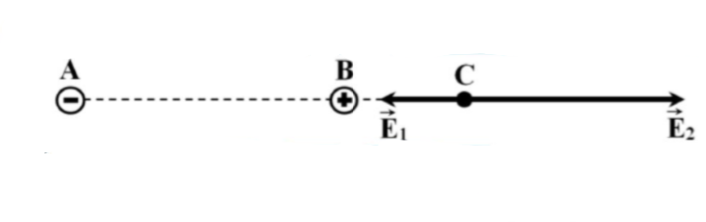 A B C
− +
E⃗₁ E⃗₂